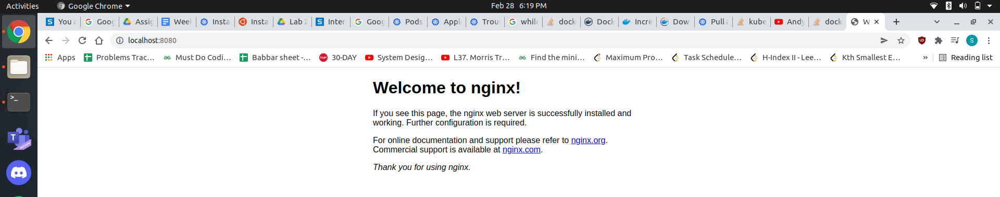 Activities Google Chrome Feb 28 6:19 PM
S You a Goog Assig Week Insta Insta Lab 2 S Inter Goog Pods Appli Trou while dock Dock Incre Dow Pull a kube Andy dock W
localhost:8080 S
Apps Problems Trac... Must Do Codi... Babbar sheet -... 30-DAY System Desig... L37. Morris Tr... Find the mini... Maximum Pro... Task Schedule... H-Index II - Lee... Kth Smallest E... » Reading list
>_
T
PREVIEW
Welcome to nginx!
If you see this page, the nginx web server is successfully installed and
working. Further configuration is required.
For online documentation and support please refer to nginx.org.
Commercial support is available at nginx.com.
Thank you for using nginx.